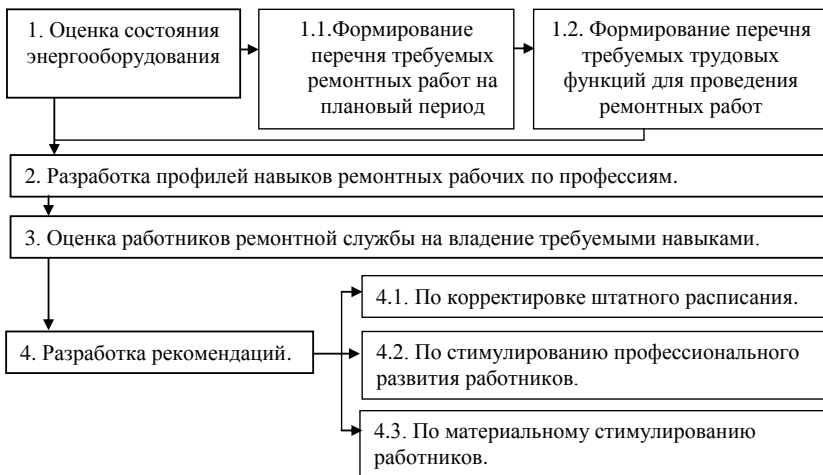 1. Оценка состояния
энергооборудования
1.1.Формирование
перечня требуемых
ремонтных работ на
плановый период
1.2. Формирование перечня
требуемых трудовых
функций для проведения
ремонтных работ
2. Разработка профилей навыков ремонтных рабочих по профессиям.
3. Оценка работников ремонтной службы на владение требуемыми навыками.
4. Разработка рекомендаций.
4.1. По корректировке штатного расписания.
4.2. По стимулированию профессионального
развития работников.
4.3. По материальному стимулированию
работников.